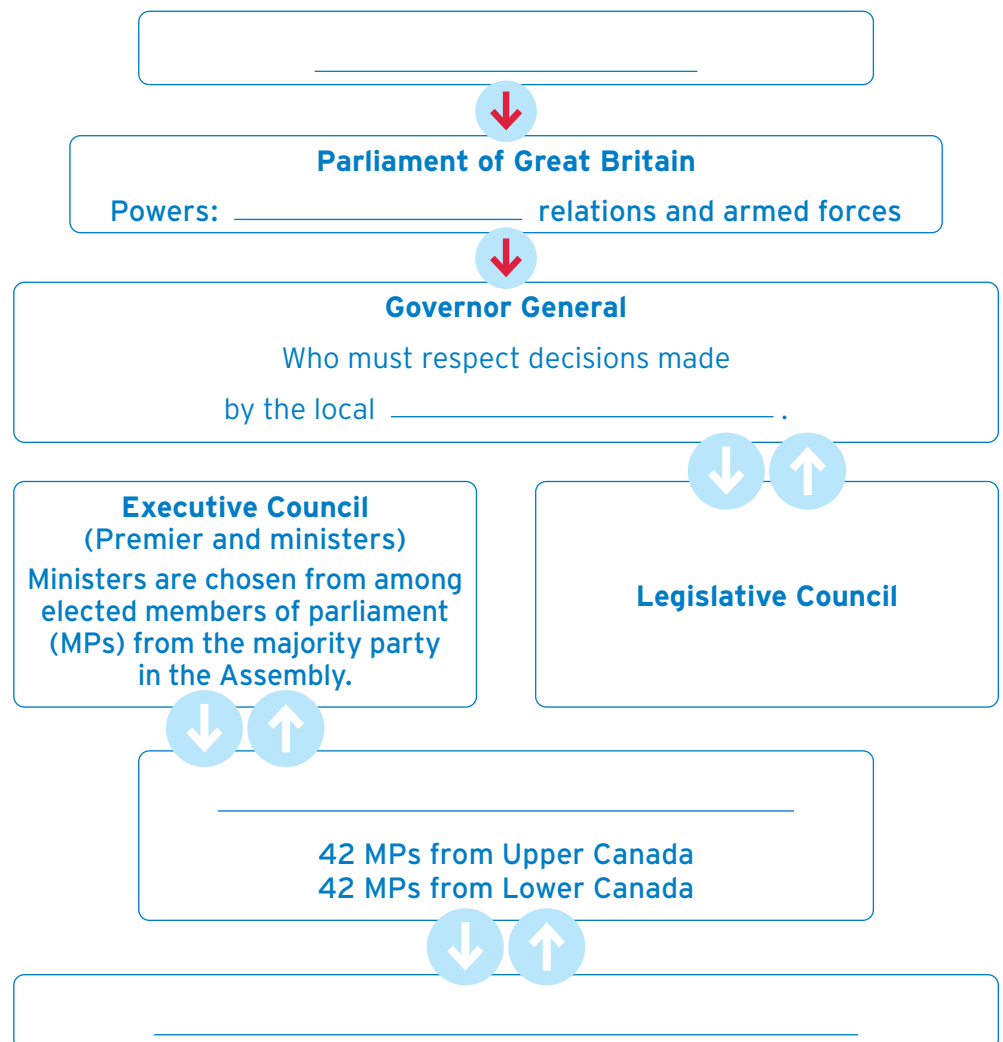 Parliament of Great Britain
Powers: ____________________ relations and armed forces
Governor General
Who must respect decisions made
by the local ____________________ .
Executive Council
(Premier and ministers)
Ministers are chosen from among
elected members of parliament
(MPs) from the majority party
in the Assembly.
Legislative Council
42 MPs from Upper Canada
42 MPs from Lower Canada